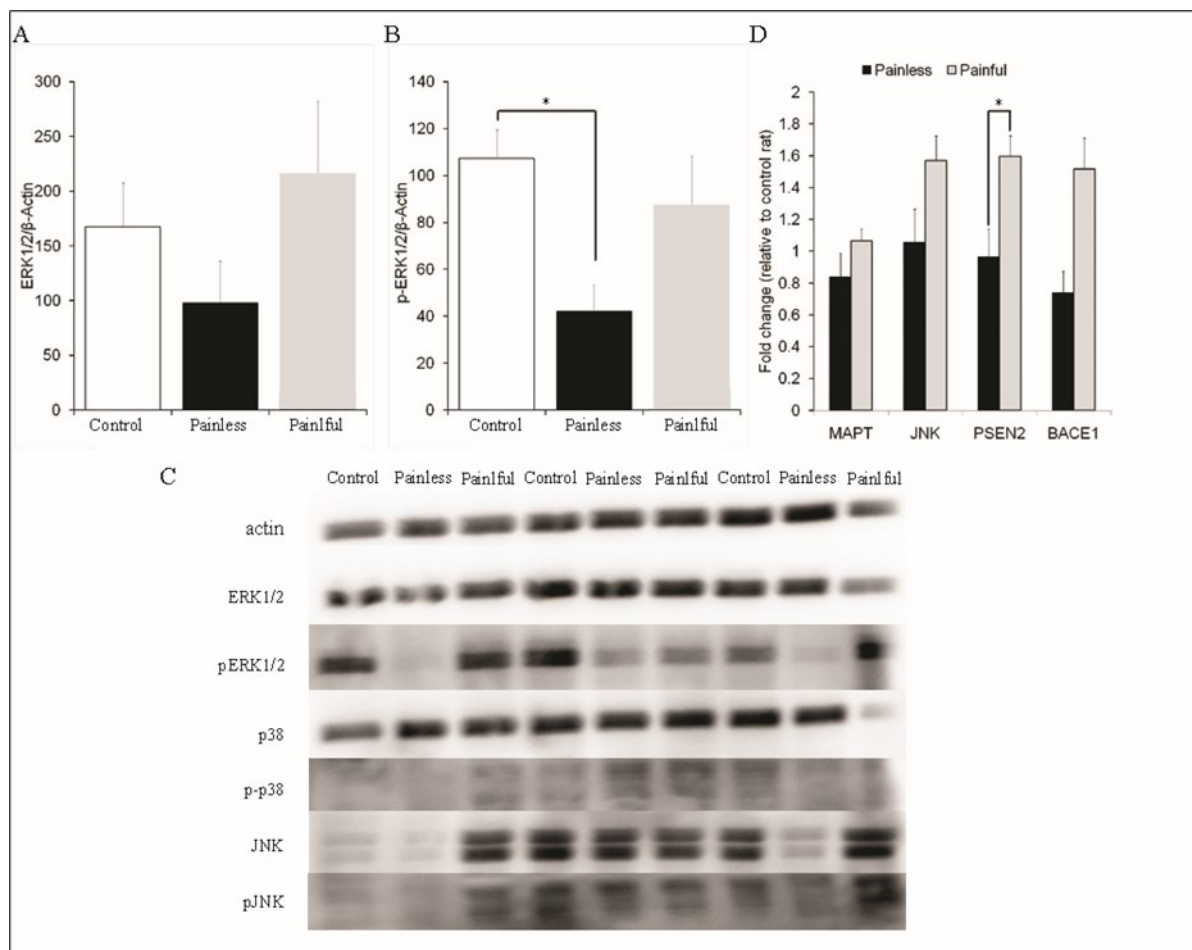 A
B
D
300
250
200
150
100
50
0
ERK1/2/β-Actin
Control
Painless
Painlful
140
120
100
80
60
40
20
0
p-ERK1/2/β-Actin
*
Control
Painless
Painlful
Painless Painful
2
1.8
1.6
1.4
1.2
1
0.8
0.6
0.4
0.2
0
Fold change (relative to control rat)
*
MAPT JNK PSEN2 BACE1
C
Control Painless Painlful Control Painless Painlful Control Painless Painlful
actin
ERK1/2
pERK1/2
p38
p-p38
JNK
pJNK